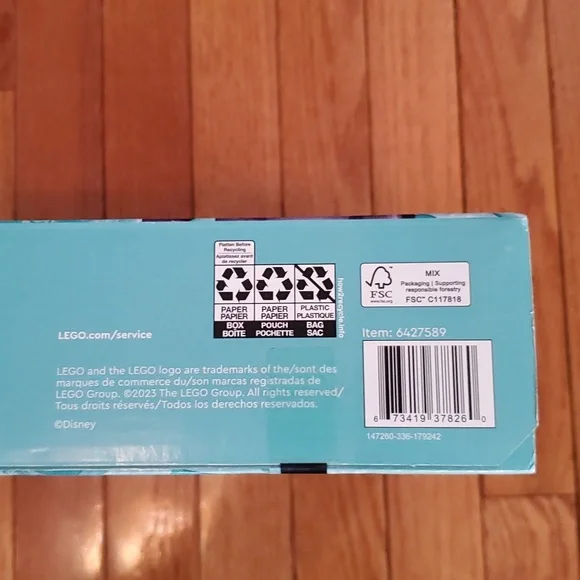 Flatten Before
Recycling
Aplatissez avant
de recycler
PAPER
PAPIER
BOX
BOÎTE
PAPER
PAPIER
POUCH
POCHETTE
PLASTIC
PLASTIQUE
BAG
SAC
how2recycle.info
FSC
www.fsc.org
MIX
Packaging | Supporting
responsible forestry
FSC™ C117818
LEGO.com/service
Item: 6427589
LEGO and the LEGO logo are trademarks of the/sont des
marques de commerce du/son marcas registradas de
LEGO Group. ©2023 The LEGO Group. All rights reserved/
Tous droits réservés/Todos los derechos reservados.
©Disney
6 73419 37826 0
147260-336-179242